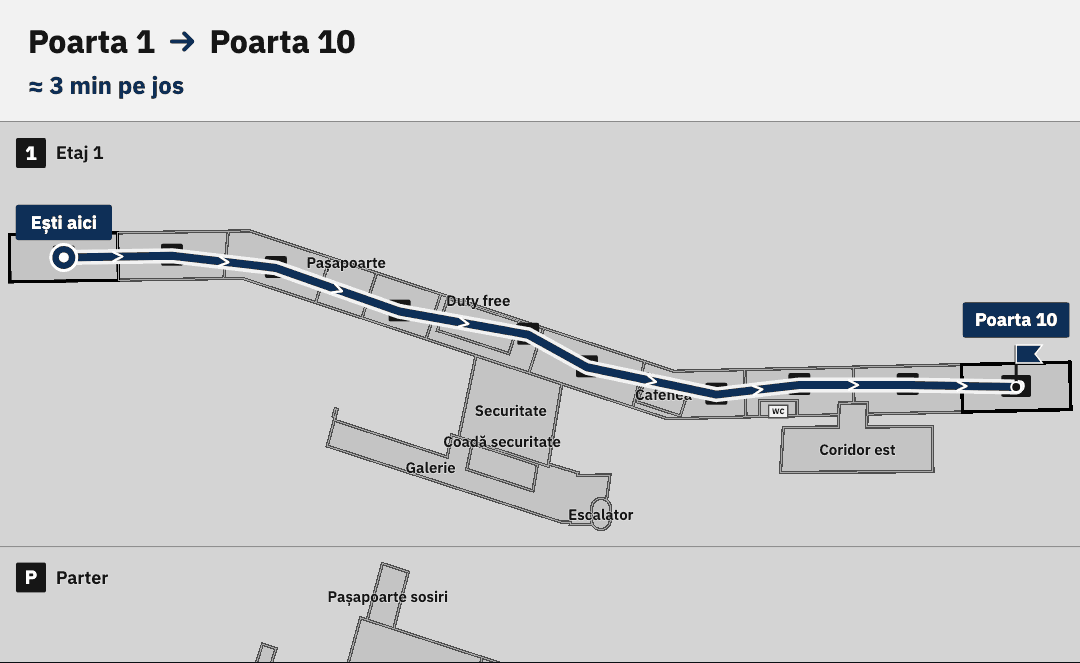 Poarta 1 → Poarta 10
≈ 3 min pe jos
1 Etaj 1
Ești aici
Pașapoarte
Duty free
Poarta 10
Cafenea
WC
Securitate
Coadă securitate
Galerie
Coridor est
Escalator
P Parter
Pașapoarte sosiri